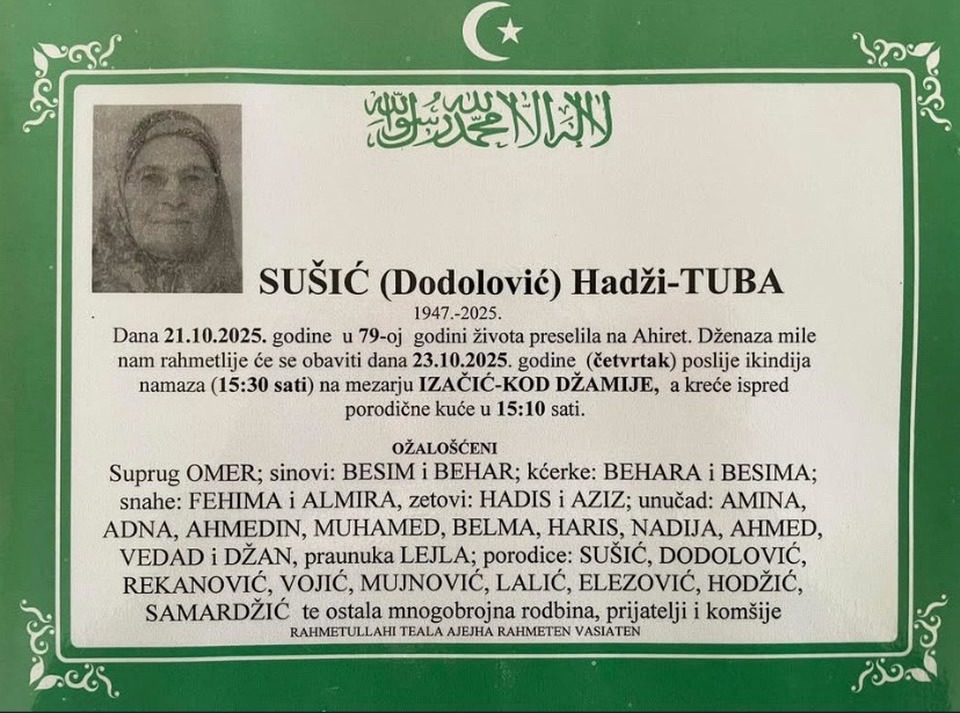 لا إله إلا الله محمد رسول الله
SUŠIĆ (Dodolović) Hadži-TUBA
1947.-2025.
Dana 21.10.2025. godine u 79-oj godini života preselila na Ahiret. Dženaza mile
nam rahmetlije će se obaviti dana 23.10.2025. godine (četvrtak) poslije ikindija
namaza (15:30 sati) na mezarju IZAČIĆ-KOD DŽAMIJE, a kreće ispred
porodične kuće u 15:10 sati.
OŽALOŠĆENI
Suprug OMER; sinovi: BESIM i BEHAR; kćerke: BEHARA i BESIMA;
snahe: FEHIMA i ALMIRA, zetovi: HADIS i AZIZ; unučad: AMINA,
ADNA, AHMEDIN, MUHAMED, BELMA, HARIS, NADIJA, AHMED,
VEDAD i DŽAN, praunuka LEJLA; porodice: SUŠIĆ, DODOLOVIĆ,
REKANOVIĆ, VOJIĆ, MUJNOVIĆ, LALIĆ, ELEZOVIĆ, HODŽIĆ,
SAMARDŽIĆ te ostala mnogobrojna rodbina, prijatelji i komšije
RAHMETULLAHI TEALA AJEJHA RAHMETEN VASIATEN